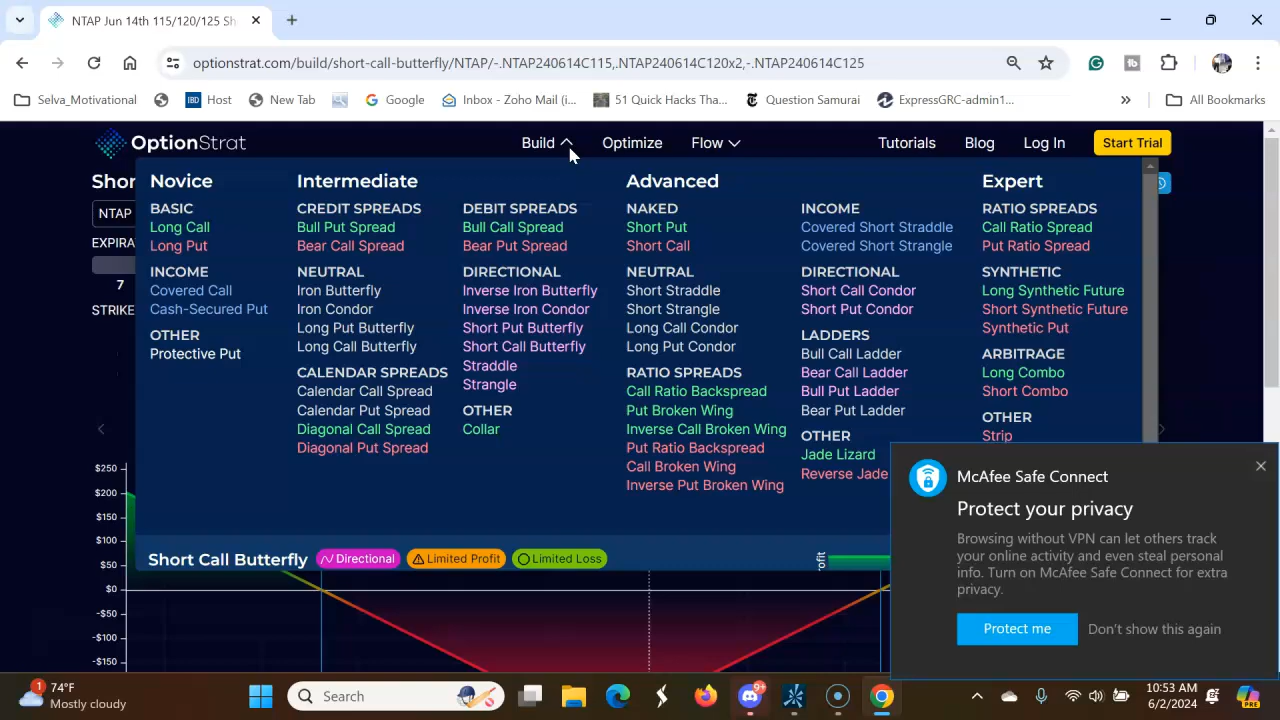 NTAP Jun 14th 115/120/125 Sh
optionstrat.com/build/short-call-butterfly/NTAP/-.NTAP240614C115,.NTAP240614C120x2,-.NTAP240614C125
Selva_Motivational
IBD Host
New Tab
Google
Inbox - Zoho Mail (i...
51 Quick Hacks Tha...
Question Samurai
ExpressGRC-admin1...
All Bookmarks
OptionStrat
Build
Optimize
Flow
Tutorials
Blog
Log In
Start Trial
Shor
NTAP
7
STRIKE
Novice
BASIC
Long Call
Long Put
INCOME
Covered Call
Cash-Secured Put
OTHER
Protective Put
Intermediate
CREDIT SPREADS
Bull Put Spread
Bear Call Spread
NEUTRAL
Iron Butterfly
Iron Condor
Long Put Butterfly
Long Call Butterfly
CALENDAR SPREADS
Calendar Call Spread
Calendar Put Spread
Diagonal Call Spread
Diagonal Put Spread
DEBIT SPREADS
Bull Call Spread
Bear Put Spread
DIRECTIONAL
Inverse Iron Butterfly
Inverse Iron Condor
Short Put Butterfly
Short Call Butterfly
Straddle
Strangle
OTHER
Collar
Advanced
NAKED
Short Put
Short Call
NEUTRAL
Short Straddle
Short Strangle
Long Call Condor
Long Put Condor
RATIO SPREADS
Call Ratio Backspread
Put Broken Wing
Inverse Call Broken Wing
Put Ratio Backspread
Call Broken Wing
Inverse Put Broken Wing
INCOME
Covered Short Straddle
Covered Short Strangle
DIRECTIONAL
Short Call Condor
Short Put Condor
LADDERS
Bull Call Ladder
Bear Call Ladder
Bull Put Ladder
Bear Put Ladder
OTHER
Jade Lizard
Reverse Jade
Expert
RATIO SPREADS
Call Ratio Spread
Put Ratio Spread
SYNTHETIC
Long Synthetic Future
Short Synthetic Future
Synthetic Put
ARBITRAGE
Long Combo
Short Combo
OTHER
Strip
Short Call Butterfly
Directional
Limited Profit
Limited Loss
$250
$200
$150
$100
$50
$0
-$50
-$100
-$150
McAfee Safe Connect
Protect your privacy
Browsing without VPN can let others track
your online activity and even steal personal
info. Turn on McAfee Safe Connect for extra
privacy.
Protect me
Don't show this again
1
74°F
Mostly cloudy
Search
10:53 AM
6/2/2024
PRE